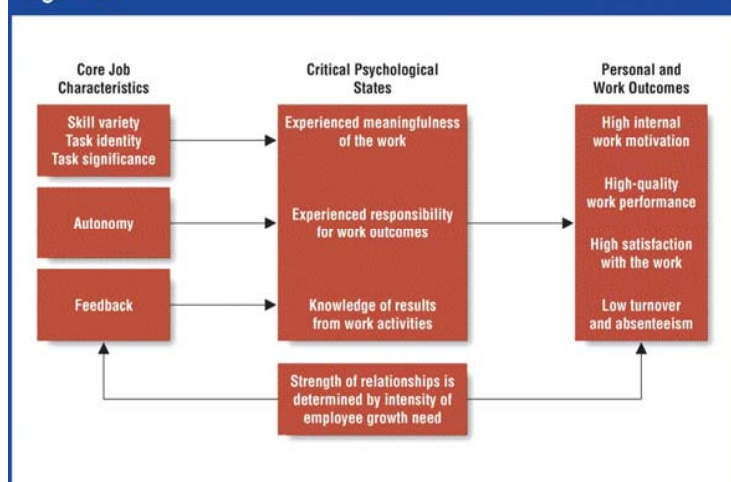 Core Job
Characteristics
Critical Psychological
States
Personal and
Work Outcomes
Skill variety
Task identity
Task significance
Autonomy
Feedback
Experienced meaningfulness
of the work
Experienced responsibility
for work outcomes
Knowledge of results
from work activities
High internal
work motivation
High-quality
work performance
High satisfaction
with the work
Low turnover
and absenteeism
Strength of relationships is
determined by intensity of
employee growth need